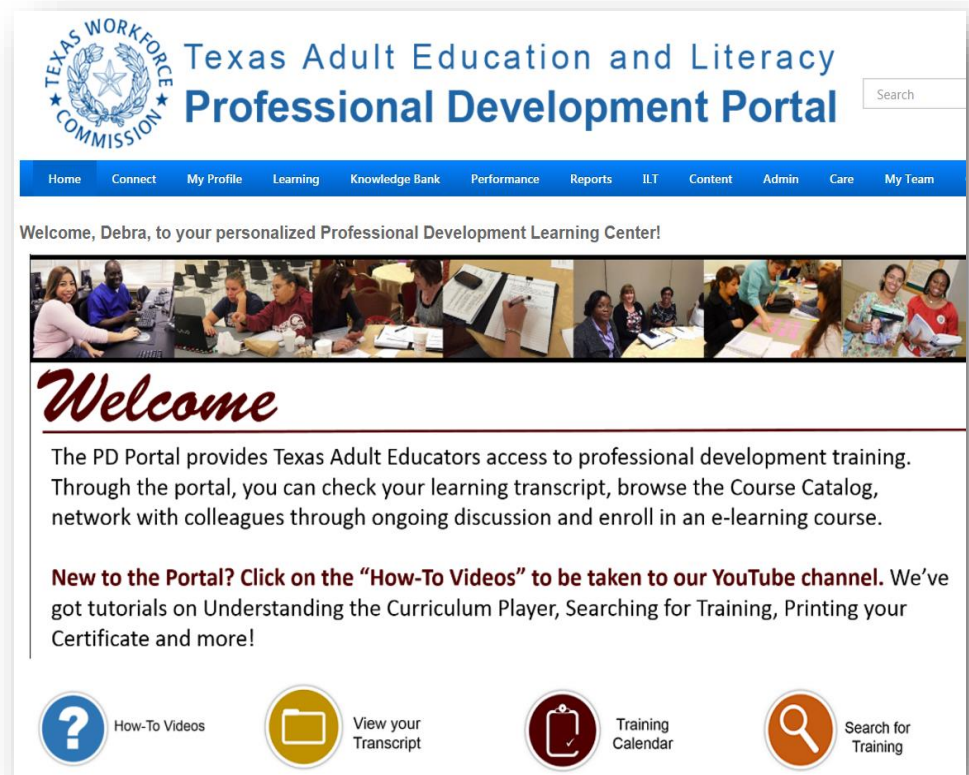 TEXAS WORKFORCE COMMISSION
Texas Adult Education and Literacy
Professional Development Portal
Search
Home Connect My Profile Learning Knowledge Bank Performance Reports ILT Content Admin Care My Team
Welcome, Debra, to your personalized Professional Development Learning Center!
Welcome
The PD Portal provides Texas Adult Educators access to professional development training.
Through the portal, you can check your learning transcript, browse the Course Catalog,
network with colleagues through ongoing discussion and enroll in an e-learning course.
New to the Portal? Click on the “How-To Videos” to be taken to our YouTube channel. We’ve
got tutorials on Understanding the Curriculum Player, Searching for Training, Printing your
Certificate and more!
?
How-To Videos
View your
Transcript
Training
Calendar
Search for
Training